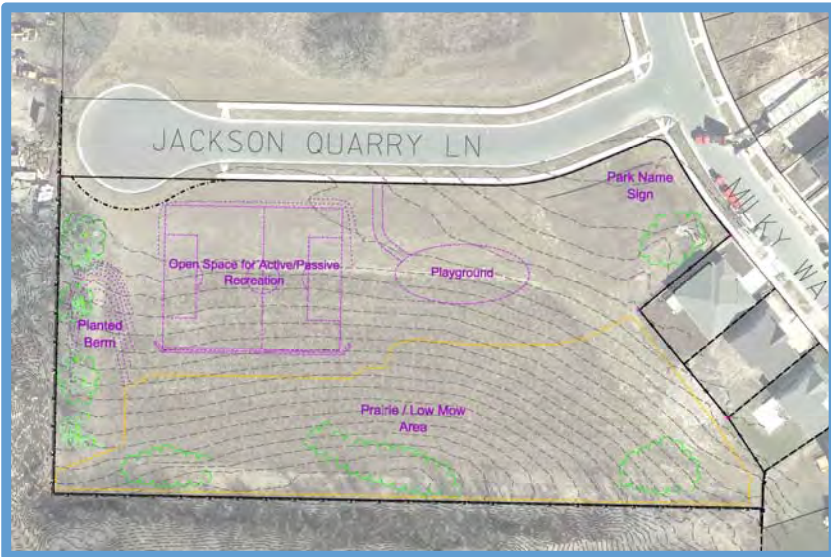 JACKSON QUARRY LN
Park Name
Sign
MILKY WA
Open Space for Active/Passive
Recreation
Playground
Planted
Berm
Prairie / Low Mow
Area